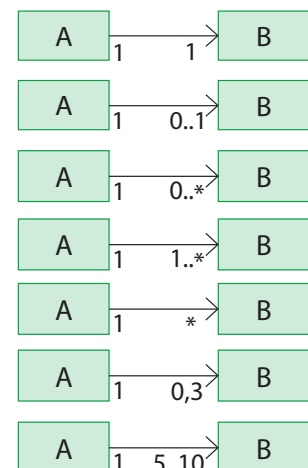 A 1 1 B
A 1 0..1 B
A 1 0..* B
A 1 1..* B
A 1 * B
A 1 0,3 B
A 1 5..10 B